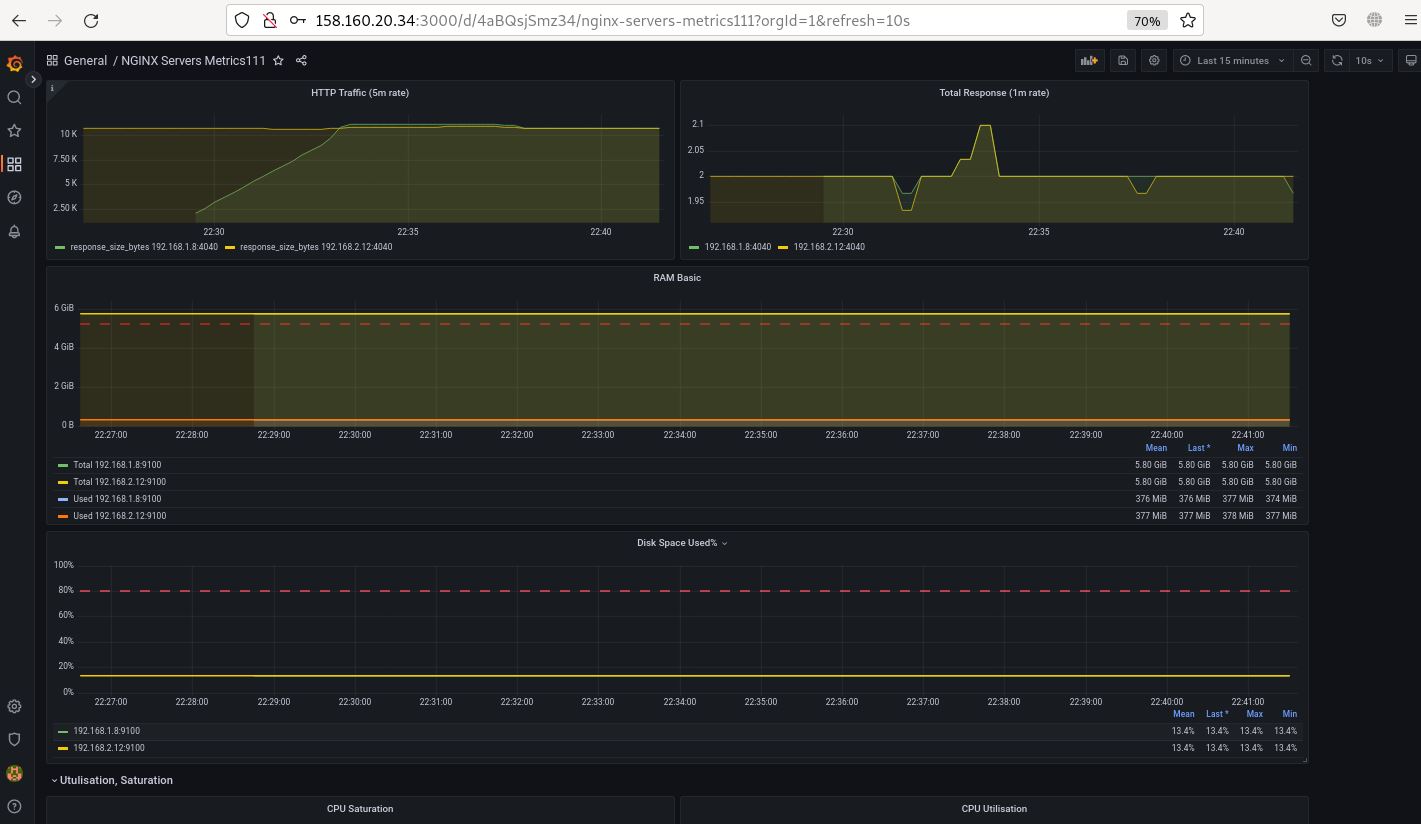 158.160.20.34:3000/d/4aBQsjSmz34/nginx-servers-metrics111?orgId=1&refresh=10s 70%
General / NGINX Servers Metrics111 Last 15 minutes 10s
HTTP Traffic (5m rate)
10 K
7.50 K
5 K
2.50 K
22:30 22:35 22:40
response_size_bytes 192.168.1.8:4040 response_size_bytes 192.168.2.12:4040
Total Response (1m rate)
2.1
2.05
2
1.95
22:30 22:35 22:40
192.168.1.8:4040 192.168.2.12:4040
RAM Basic
6 GiB
4 GiB
2 GiB
0 B
22:27:00 22:28:00 22:29:00 22:30:00 22:31:00 22:32:00 22:33:00 22:34:00 22:35:00 22:36:00 22:37:00 22:38:00 22:39:00 22:40:00 22:41:00
Mean Last * Max Min
Total 192.168.1.8:9100 5.80 GiB 5.80 GiB 5.80 GiB 5.80 GiB
Total 192.168.2.12:9100 5.80 GiB 5.80 GiB 5.80 GiB 5.80 GiB
Used 192.168.1.8:9100 376 MiB 376 MiB 377 MiB 374 MiB
Used 192.168.2.12:9100 377 MiB 377 MiB 378 MiB 377 MiB
Disk Space Used%
100%
80%
60%
40%
20%
0%
22:27:00 22:28:00 22:29:00 22:30:00 22:31:00 22:32:00 22:33:00 22:34:00 22:35:00 22:36:00 22:37:00 22:38:00 22:39:00 22:40:00 22:41:00
Mean Last * Max Min
192.168.1.8:9100 13.4% 13.4% 13.4% 13.4%
192.168.2.12:9100 13.4% 13.4% 13.4% 13.4%
Utulisation, Saturation
CPU Saturation
CPU Utilisation